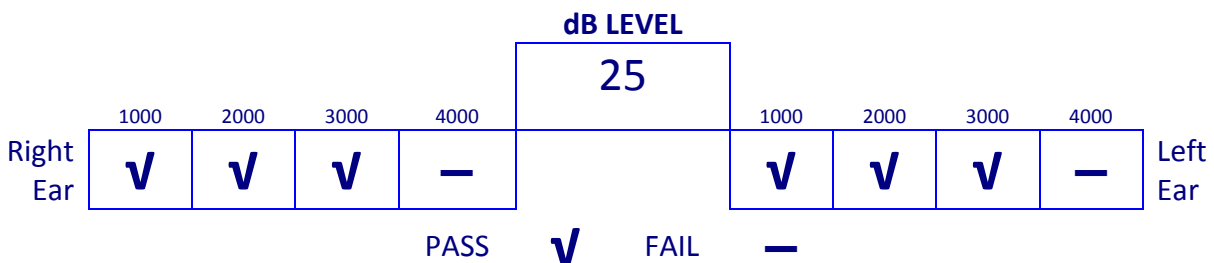 dB LEVEL
25
1000 2000 3000 4000 1000 2000 3000 4000
Right Ear √ √ √ – √ √ √ – Left Ear
PASS √ FAIL –